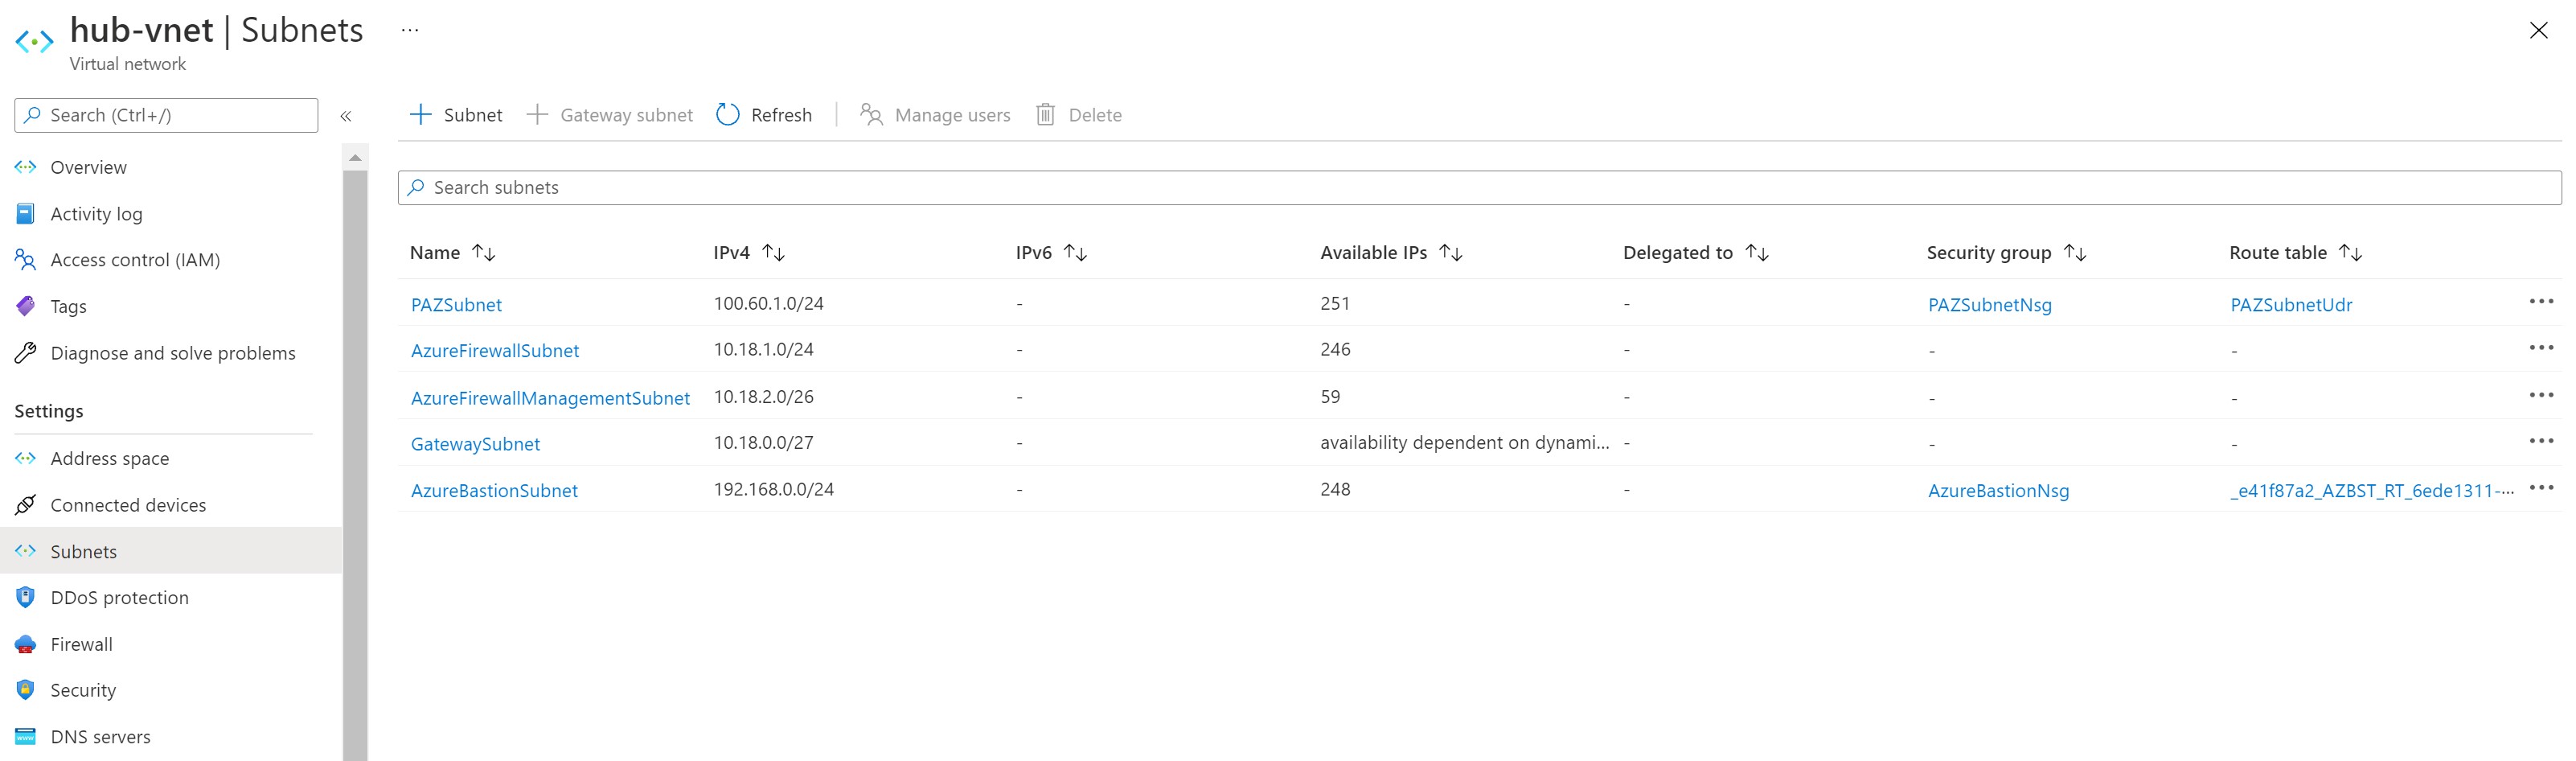 hub-vnet | Subnets ...
Virtual network
Search (Ctrl+/) «
Overview
Activity log
Access control (IAM)
Tags
Diagnose and solve problems
Settings
Address space
Connected devices
Subnets
DDoS protection
Firewall
Security
DNS servers
+ Subnet + Gateway subnet Refresh | Manage users Delete
Search subnets
Name ↑↓ IPv4 ↑↓ IPv6 ↑↓ Available IPs ↑↓ Delegated to ↑↓ Security group ↑↓ Route table ↑↓
PAZSubnet 100.60.1.0/24 - 251 - PAZSubnetNsg PAZSubnetUdr ...
AzureFirewallSubnet 10.18.1.0/24 - 246 - - - ...
AzureFirewallManagementSubnet 10.18.2.0/26 - 59 - - - ...
GatewaySubnet 10.18.0.0/27 - availability dependent on dynami... - - - ...
AzureBastionSubnet 192.168.0.0/24 - 248 - AzureBastionNsg _e41f87a2_AZBST_RT_6ede1311-... ...